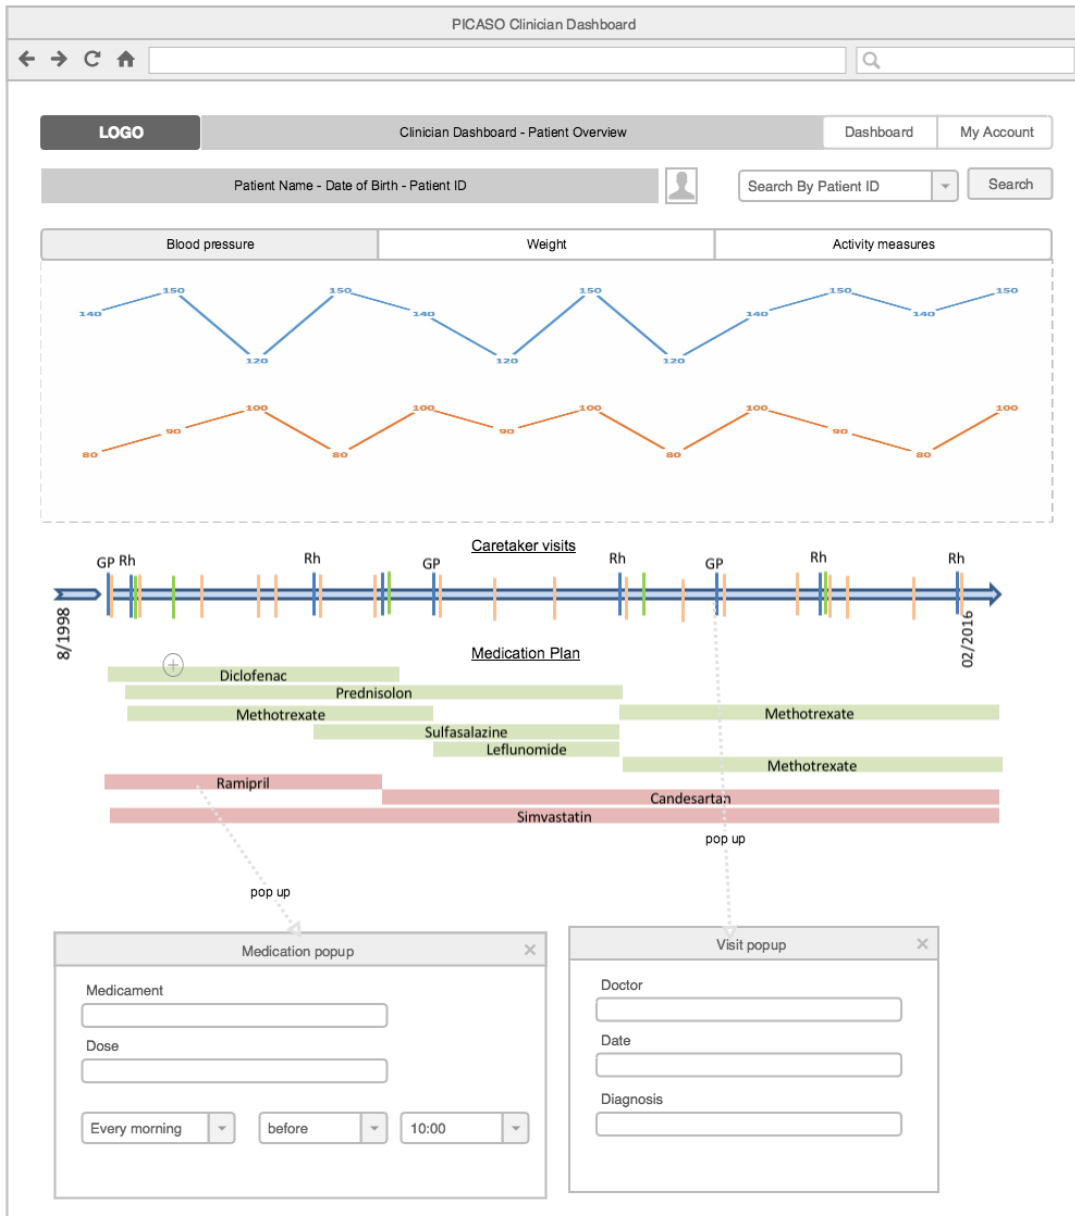 PICASO Clinician Dashboard
LOGO
Clinician Dashboard - Patient Overview
Dashboard
My Account
Patient Name - Date of Birth - Patient ID
Search By Patient ID
Search
Blood pressure
Weight
Activity measures
140 150 120 150 140 120 150 120 140 150 140 150
80 90 100 80 100 90 100 80 100 90 80 100
Caretaker visits
GP Rh Rh GP Rh GP Rh Rh
8/1998
02/2016
Medication Plan
Diclofenac
Prednisolon
Methotrexate
Methotrexate
Sulfasalazine
Leflunomide
Methotrexate
Ramipril
Candesartan
Simvastatin
pop up
pop up
Medication popup
Medicament
Dose
Every morning
before
10:00
Visit popup
Doctor
Date
Diagnosis